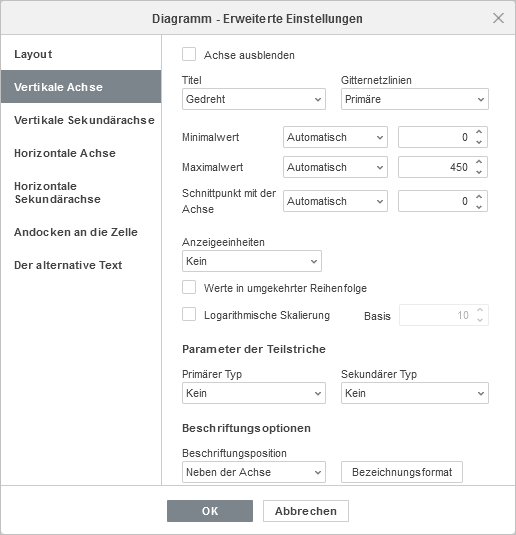 Diagramm - Erweiterte Einstellungen
Layout
Vertikale Achse
Vertikale Sekundärachse
Horizontale Achse
Horizontale
Sekundärachse
Andocken an die Zelle
Der alternative Text
Achse ausblenden
Titel Gitternetzlinien
Gedreht Primäre
Minimalwert Automatisch 0
Maximalwert Automatisch 450
Schnittpunkt mit der
Achse Automatisch 0
Anzeigeeinheiten
Kein
Werte in umgekehrter Reihenfolge
Logarithmische Skalierung Basis 10
Parameter der Teilstriche
Primärer Typ Sekundärer Typ
Kein Kein
Beschriftungsoptionen
Beschriftungsposition
Neben der Achse Bezeichnungsformat
OK Abbrechen